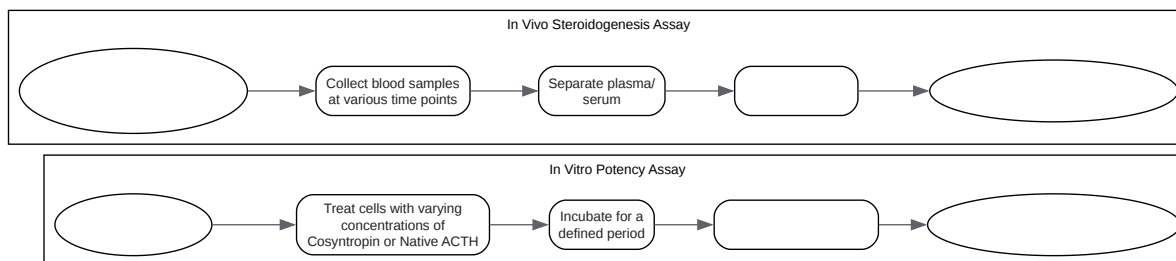 In Vivo Steroidogenesis Assay
Collect blood samples
at various time points
Separate plasma/
serum
In Vitro Potency Assay
Treat cells with varying
concentrations of
Cosyntropin or Native ACTH
Incubate for a
defined period